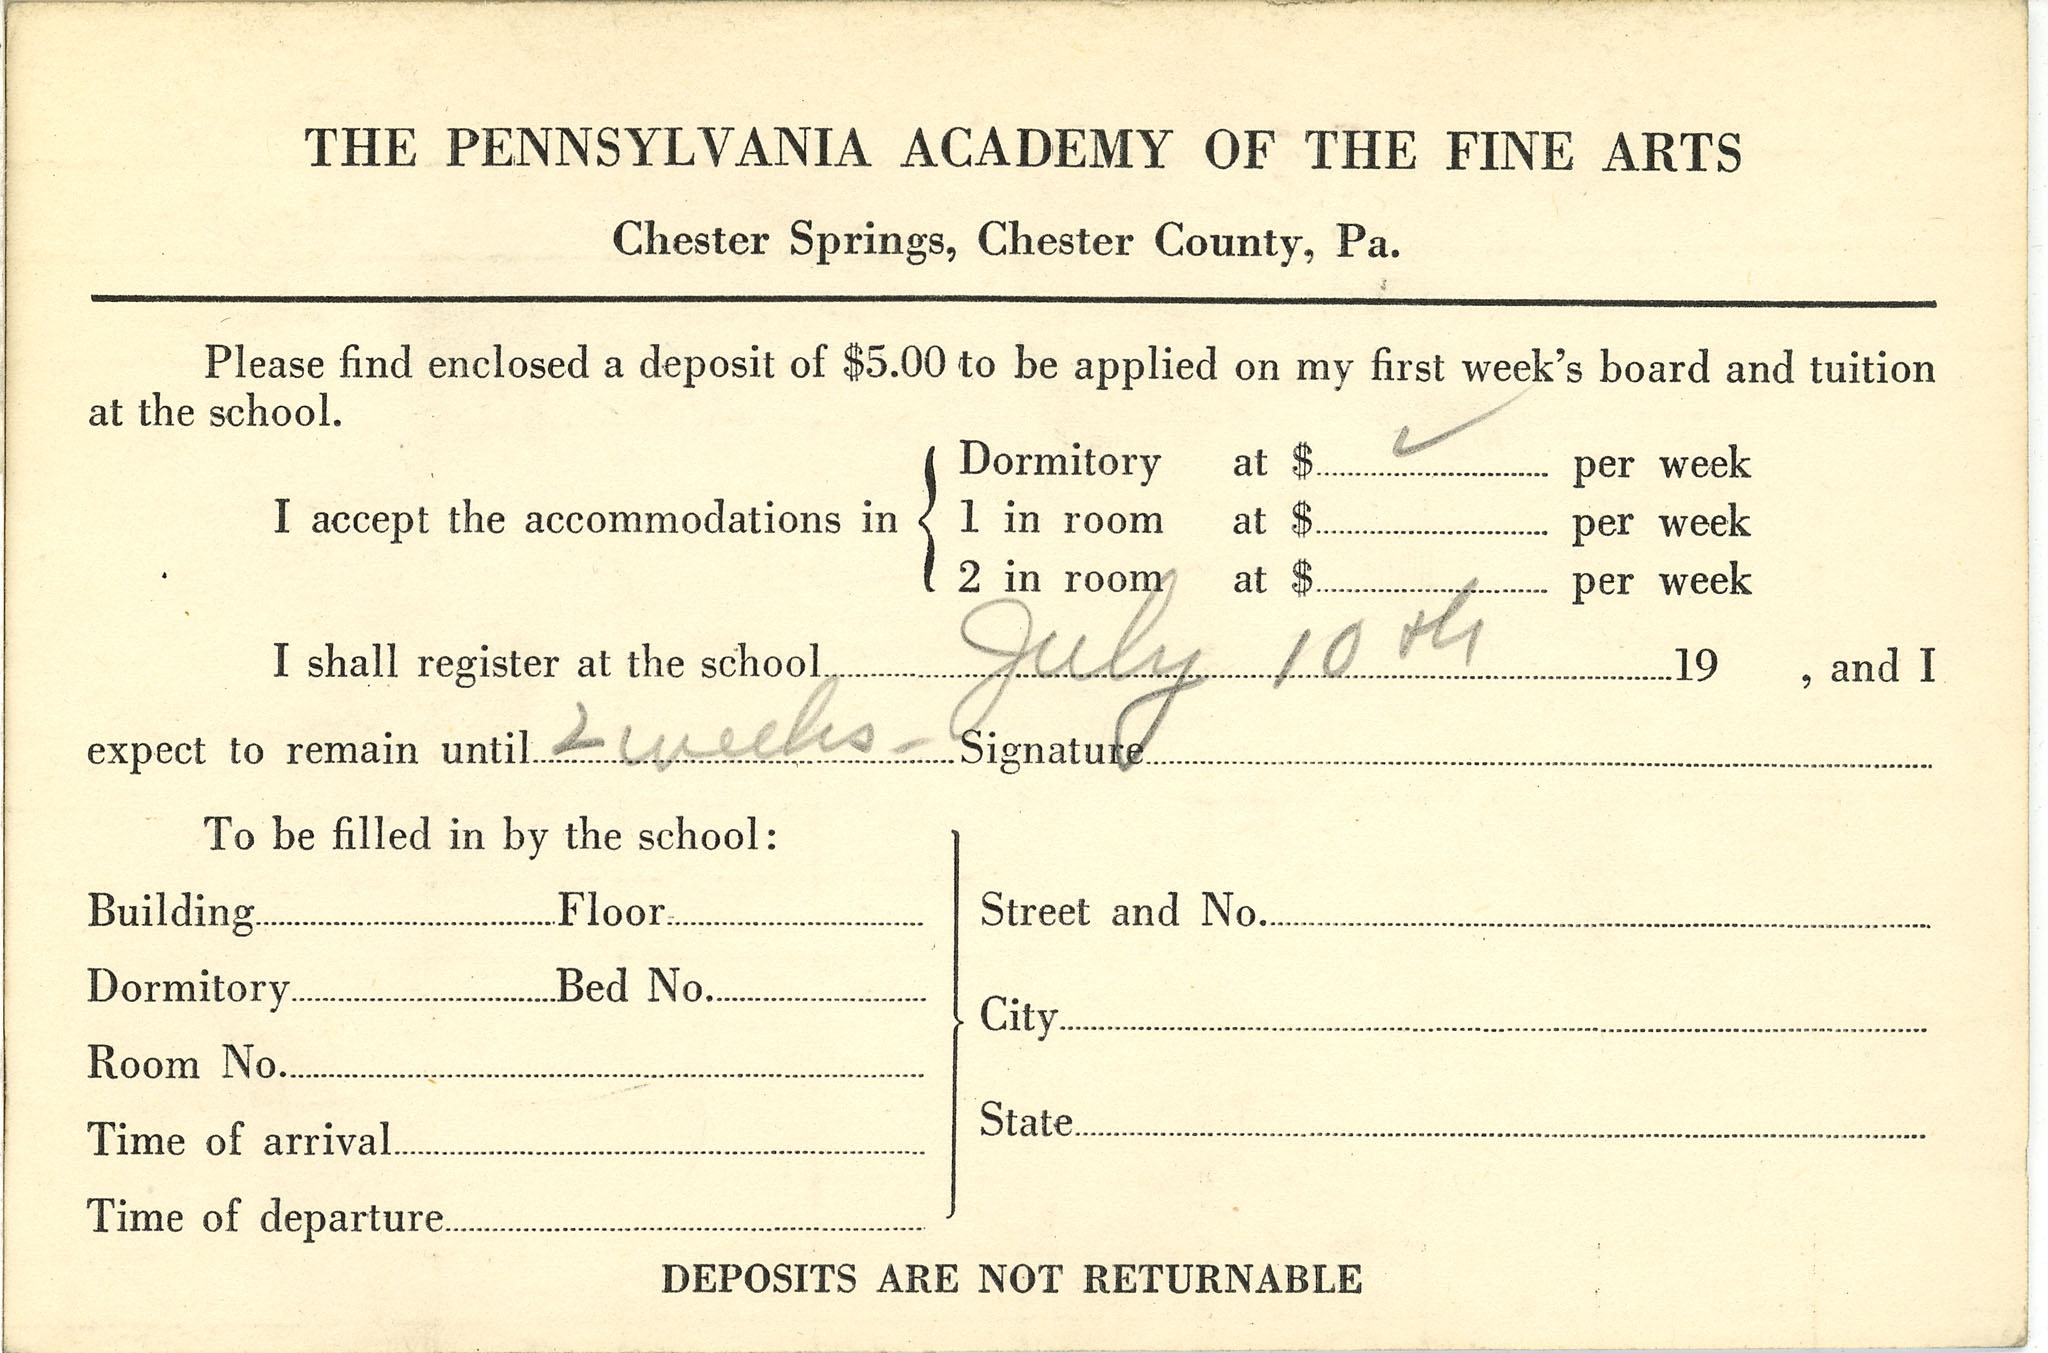 THE PENNSYLVANIA ACADEMY OF THE FINE ARTS
Chester Springs, Chester County, Pa.
Please find enclosed a deposit of $5.00 to be applied on my first week's board and tuition
at the school.
I accept the accommodations in
Dormitory at $ ✓ per week
1 in room at $ per week
2 in room at $ per week
I shall register at the school July 10th 19 , and I
expect to remain until 2 weeks - Signature
To be filled in by the school:
Building Floor
Dormitory Bed No.
Room No.
Time of arrival
Time of departure
Street and No.
City
State
DEPOSITS ARE NOT RETURNABLE